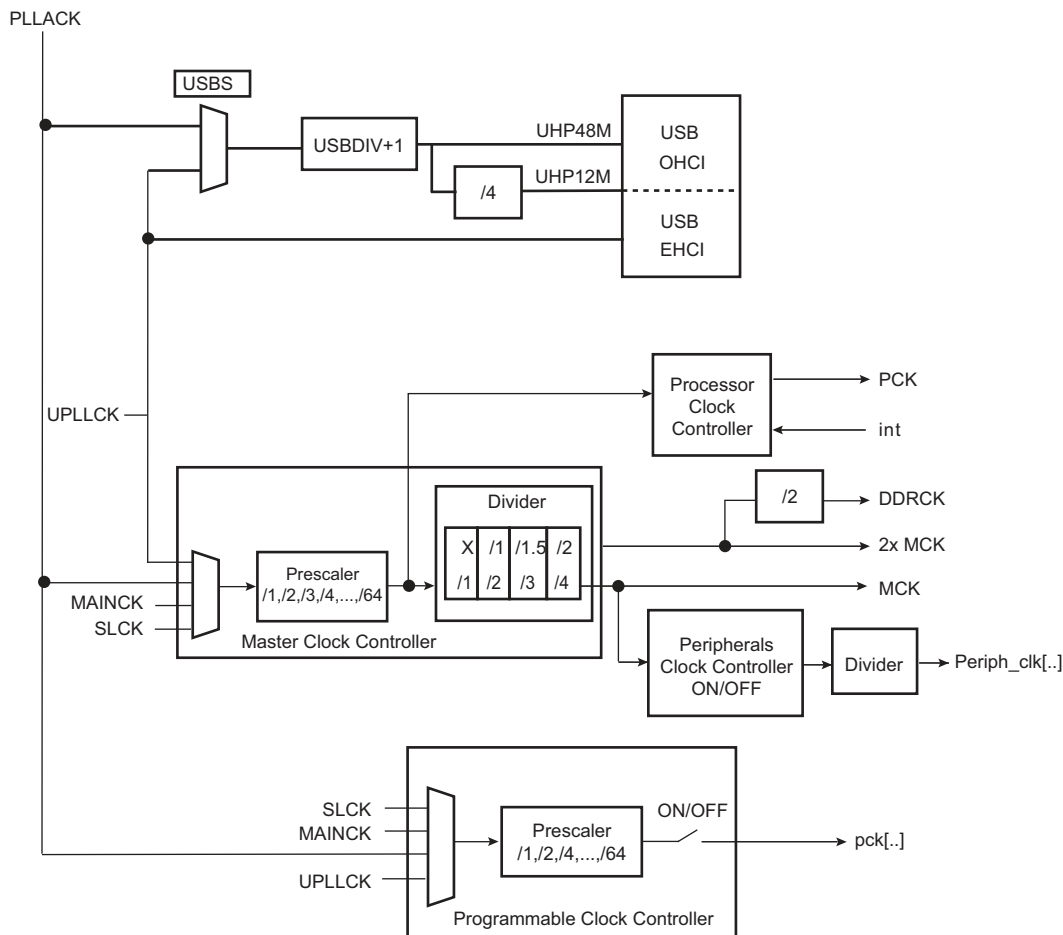 PLLACK
USBS
USBDIV+1
UHP48M
USB
OHCI
/4
UHP12M
USB
EHCI
UPLLCK
Processor
Clock
Controller
PCK
int
/2
DDRCK
Divider
X /1 /1.5 /2
/1 /2 /3 /4
2x MCK
MCK
Prescaler
/1,/2,/3,/4,...,/64
MAINCK
SLCK
Master Clock Controller
Peripherals
Clock Controller
ON/OFF
Divider
Periph_clk[..]
SLCK
MAINCK
UPLLCK
Prescaler
/1,/2,/4,...,/64
ON/OFF
pck[..]
Programmable Clock Controller